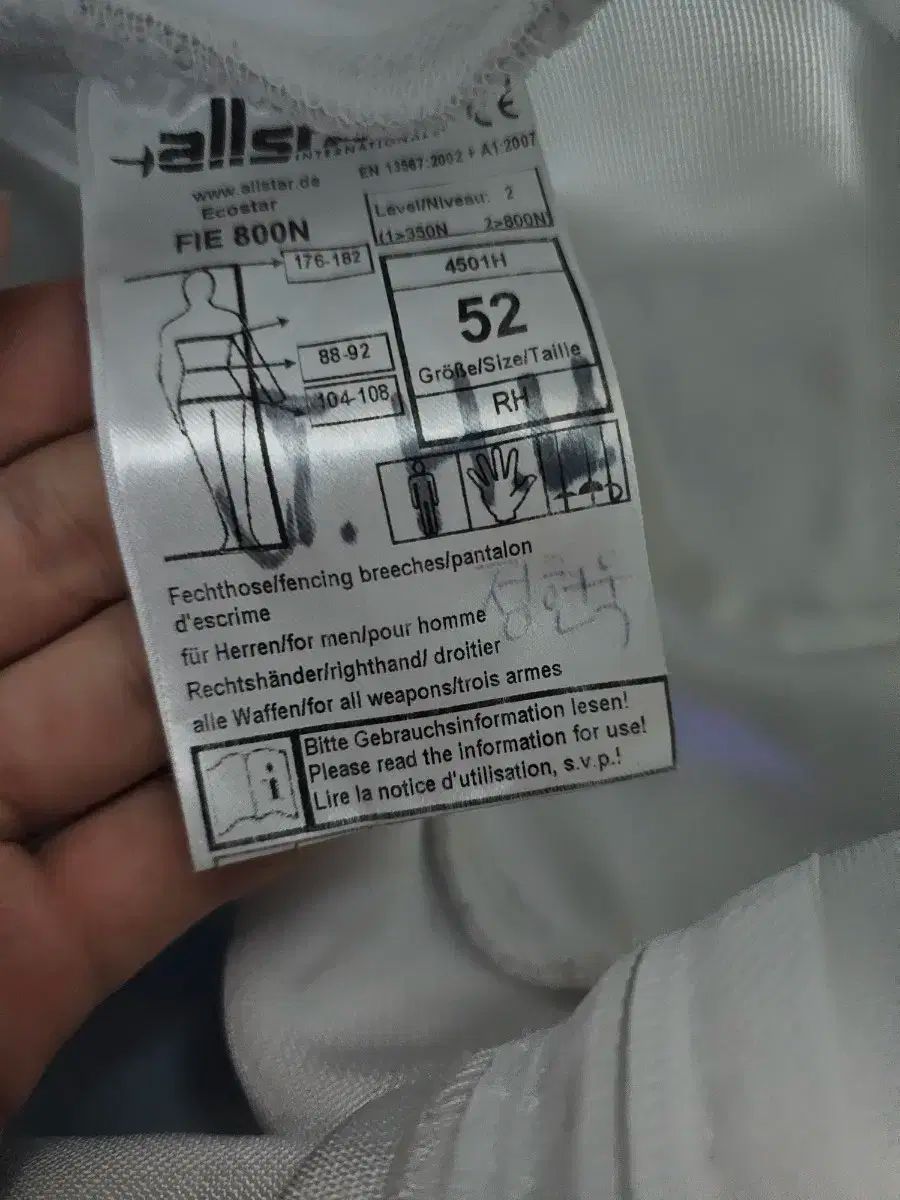 alls
INTERNATIONAL
CE
EN 13567:2002 + A1:2007
www.allstar.de
Ecostar
FIE 800N
Level/Niveau: 2
(1>350N 2>800N)
176-182
88-92
104-108
4501H
52
Größe/Size/Taille
RH
Fechthose/fencing breeches/pantalon
d'escrime
für Herren/for men/pour homme
Rechtshänder/righthand/ droitier
alle Waffen/for all weapons/trois armes
i
Bitte Gebrauchsinformation lesen!
Please read the information for use!
Lire la notice d'utilisation, s.v.p.!